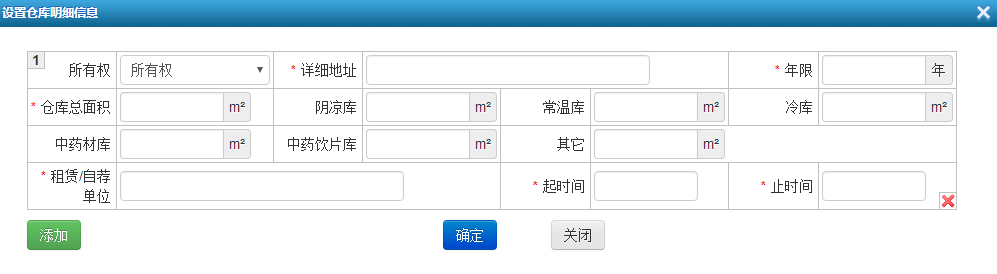 设置仓库明细信息
1
所有权 所有权 * 详细地址 * 年限 年
* 仓库总面积 m² 阴凉库 m² 常温库 m² 冷库 m²
中药材库 m² 中药饮片库 m² 其它 m²
* 租赁/自荐
单位 * 起时间 * 止时间
添加 确定 关闭